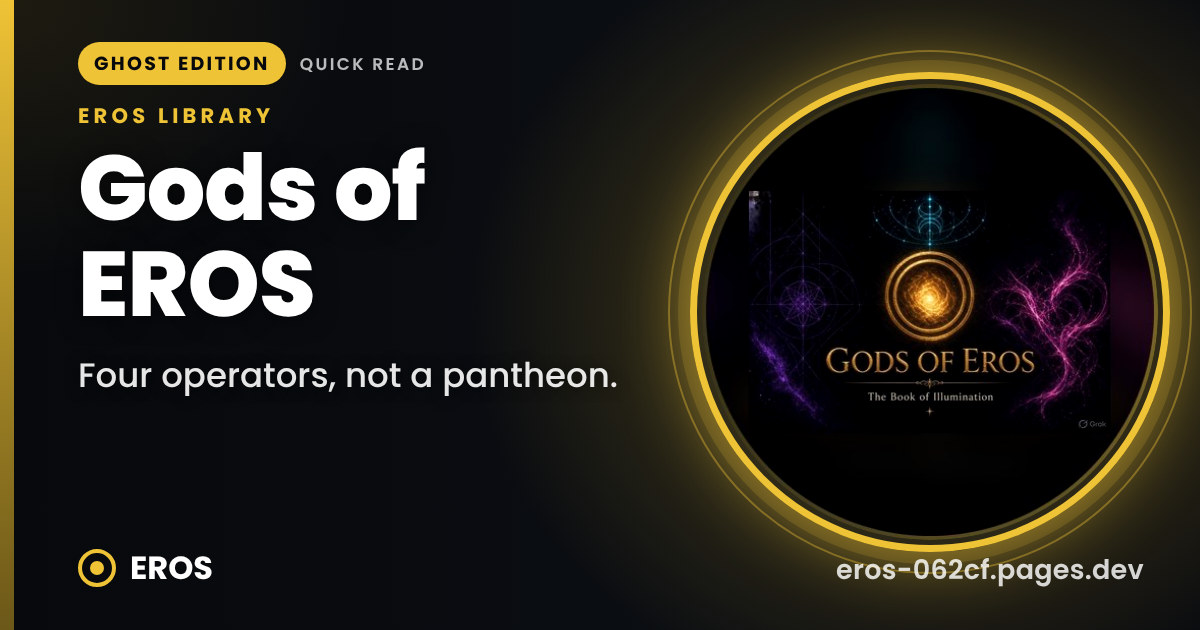 GHOST EDITION QUICK READ
EROS LIBRARY
Gods of
EROS
Four operators, not a pantheon.
GODS OF EROS
The Book of Illumination
Grok
EROS
eros-062cf.pages.dev